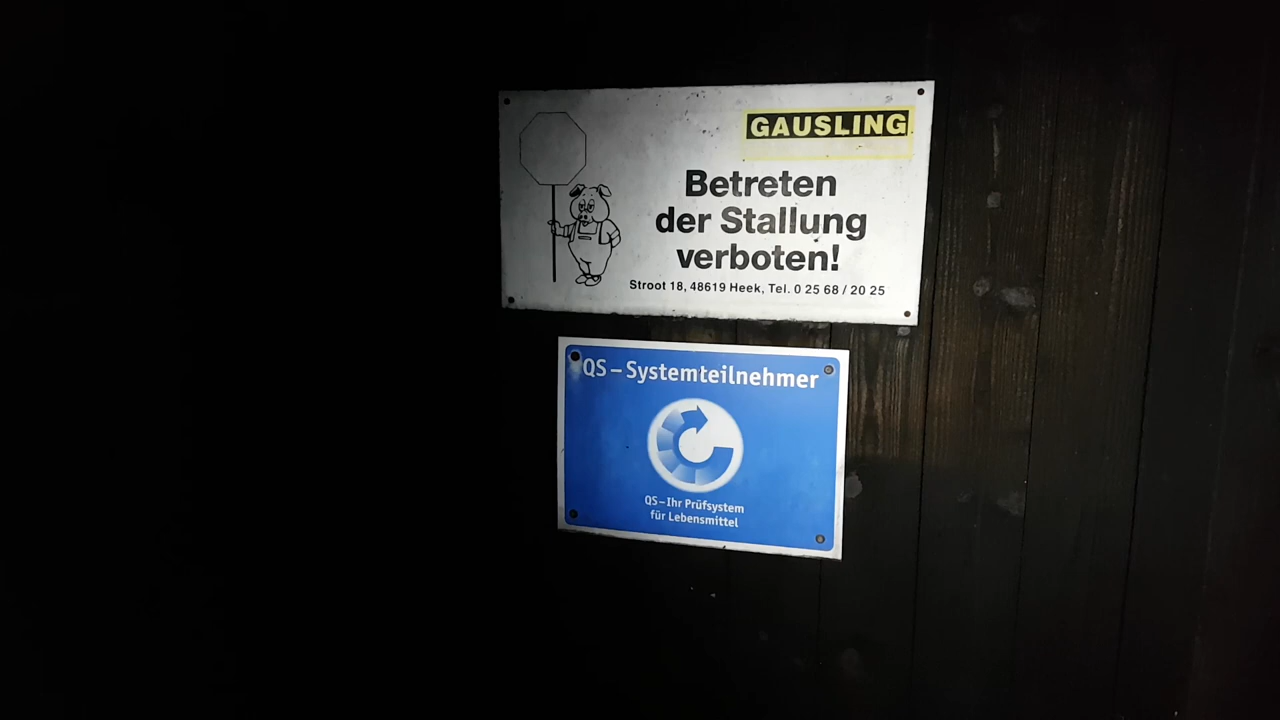 GAUSLING
Betreten
der Stallung
verboten!
Stroot 18, 48619 Heek, Tel. 0 25 68 / 20 25
QS – Systemteilnehmer
QS – Ihr Prüfsystem
für Lebensmittel